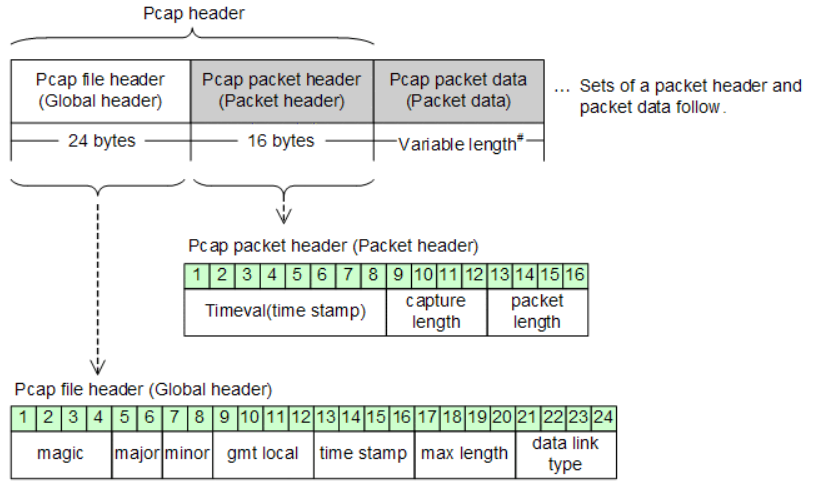 Pcap header
Pcap file header
(Global header)
Pcap packet header
(Packet header)
Pcap packet data
(Packet data)
... Sets of a packet header and
packet data follow.
24 bytes
16 bytes
Variable length#
Pcap packet header (Packet header)
1 2 3 4 5 6 7 8 9 10 11 12 13 14 15 16
Timeval(time stamp)
capture
length
packet
length
Pcap file header (Global header)
1 2 3 4 5 6 7 8 9 10 11 12 13 14 15 16 17 18 19 20 21 22 23 24
magic
major
minor
gmt local
time stamp
max length
data link
type